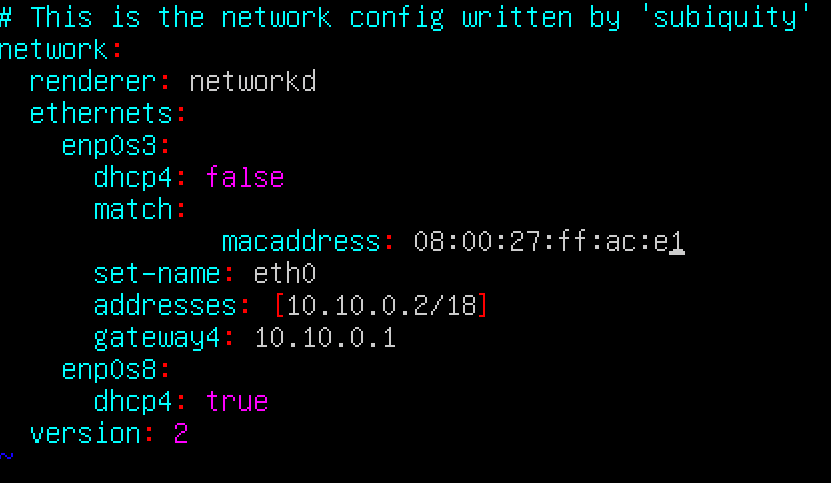 # This is the network config written by 'subiquity'
network:
  renderer: networkd
  ethernets:
    enp0s3:
      dhcp4: false
      match:
              macaddress: 08:00:27:ff:ac:e1
      set-name: eth0
      addresses: [10.10.0.2/18]
      gateway4: 10.10.0.1
    enp0s8:
      dhcp4: true
  version: 2
~